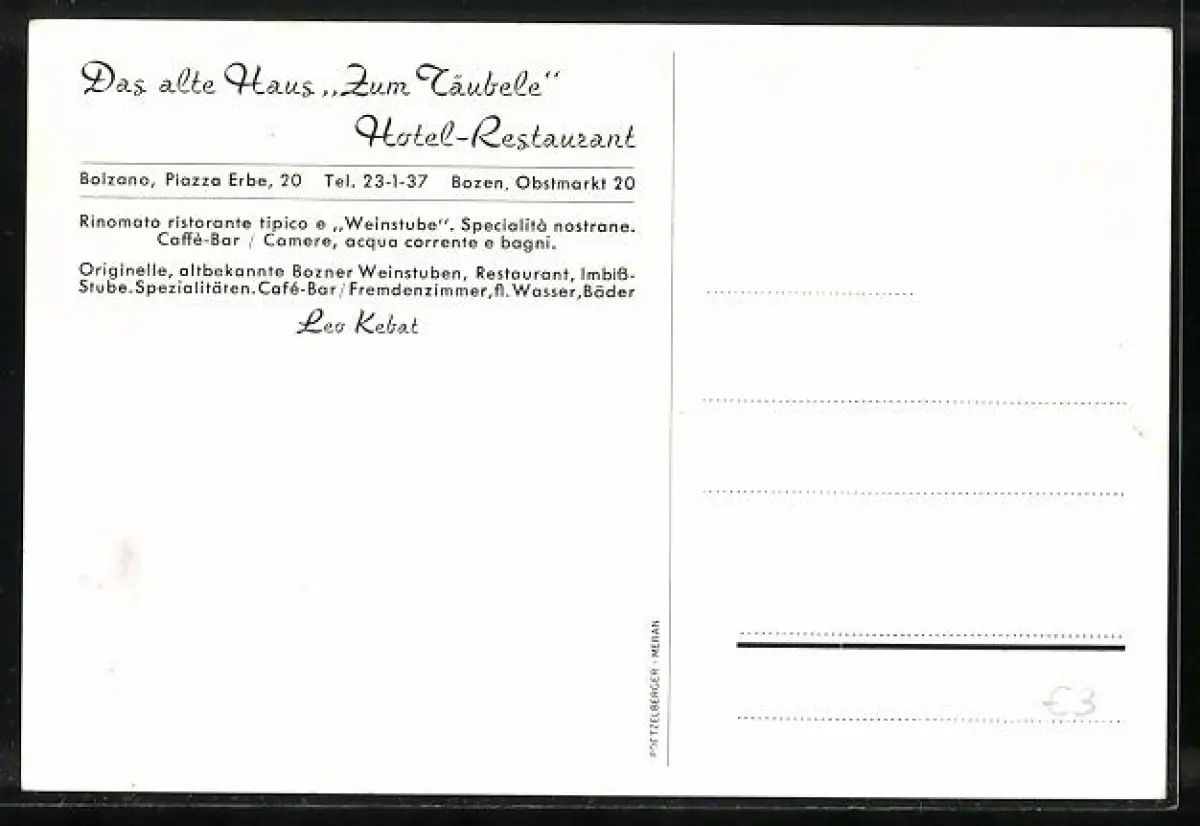 Das alte Haus „Zum Täubele“
Hotel-Restaurant
Bolzano, Piazza Erbe, 20 Tel. 23-1-37 Bozen, Obstmarkt 20
Rinomato ristorante tipico e „Weinstube“. Specialità nostrane.
Caffè-Bar / Camere, acqua corrente e bagni.
Originelle, altbekannte Bozner Weinstuben, Restaurant, Imbiß-
Stube.Spezialitäten.Café-Bar/Fremdenzimmer,fl.Wasser,Bäder
Leo Kebat
POETZELBERGER - MERAN
€3